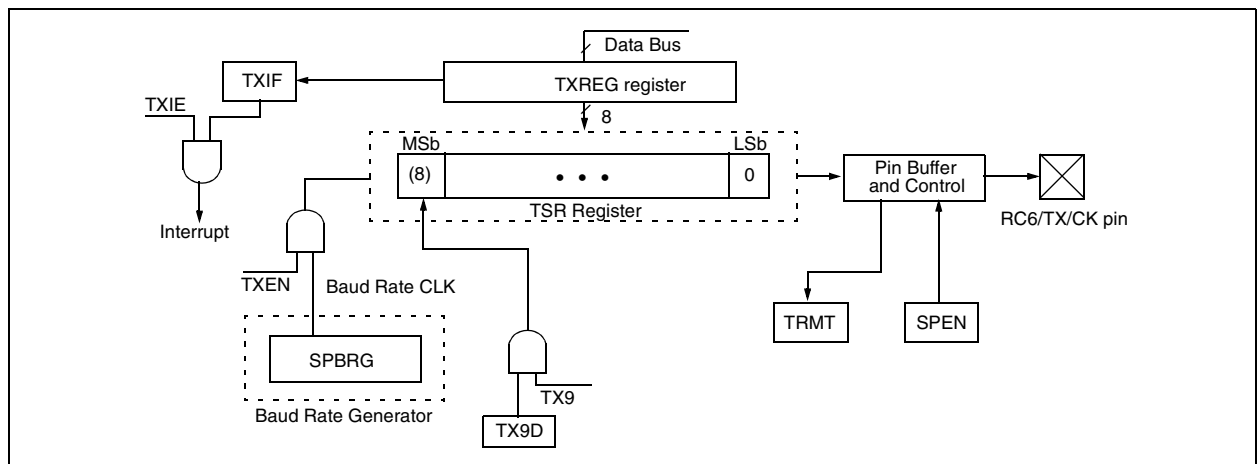 Data Bus
TXIF
TXREG register
TXIE
8
MSb
LSb
(8)
• • •
0
Pin Buffer
and Control
TSR Register
RC6/TX/CK pin
Interrupt
TXEN
Baud Rate CLK
TRMT
SPEN
SPBRG
TX9
Baud Rate Generator
TX9D